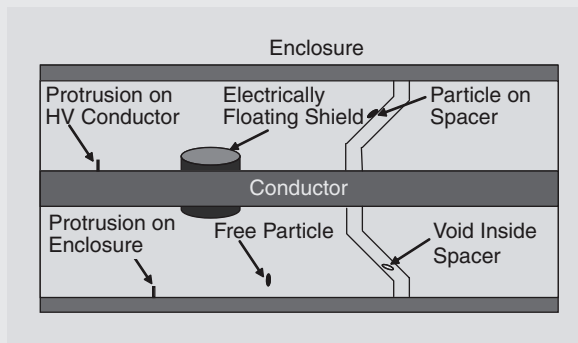 Enclosure
Protrusion on
HV Conductor
Electrically
Floating Shield
Particle on
Spacer
Conductor
Protrusion on
Enclosure
Free Particle
Void Inside
Spacer